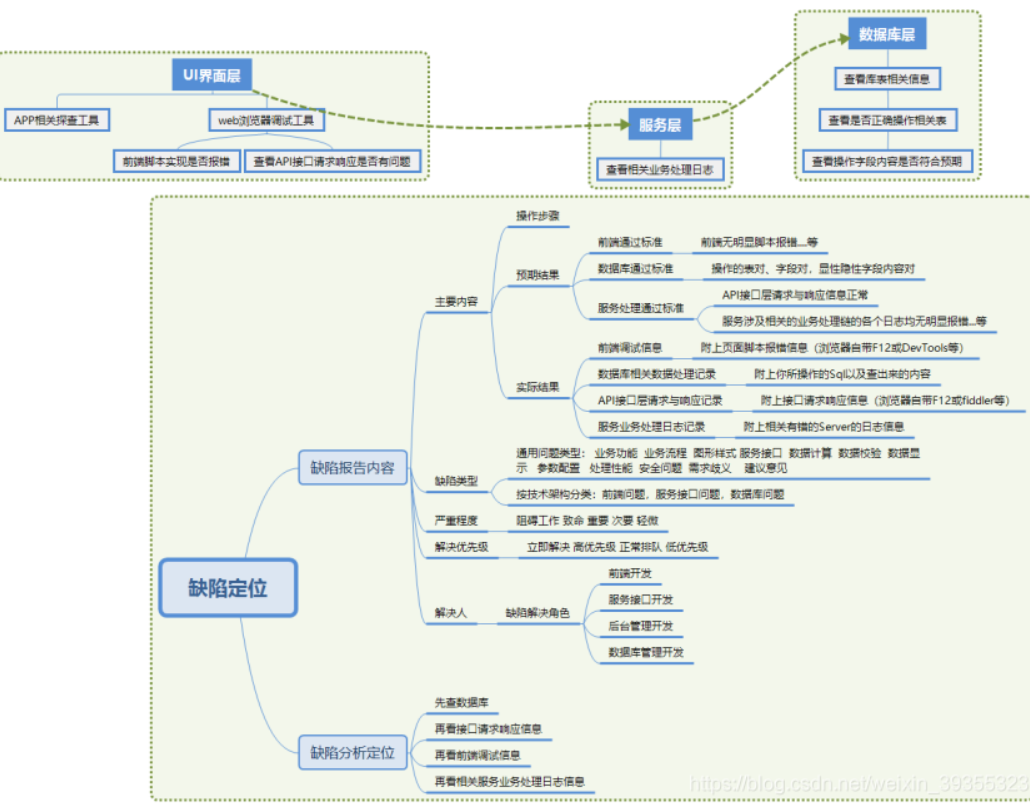 UI界面层
APP相关探查工具
web浏览器调试工具
前端脚本实现是否报错
查看API接口请求响应是否有问题
服务层
查看相关业务处理日志
数据库层
查看库表相关信息
查看是否正确操作相关表
查看操作字段内容是否符合预期
缺陷定位
缺陷报告内容
主要内容
操作步骤
预期结果
前端通过标准
前端无明显脚本报错...等
数据库通过标准
操作的表对、字段对，显性隐性字段内容对
服务处理通过标准
API接口层请求与响应信息正常
服务涉及相关的业务处理链的各个日志均无明显报错...等
实际结果
前端调试信息
附上页面脚本报错信息（浏览器自带F12或DevTools等）
数据库相关数据处理记录
附上你所操作的Sql以及查出来的内容
API接口层请求与响应记录
附上接口请求响应信息（浏览器自带F12或fiddler等）
服务业务处理日志记录
附上相关有错的Server的日志信息
缺陷类型
通用问题类型： 业务功能 业务流程 图形样式 服务接口 数据计算 数据校验 数据显
示 参数配置 处理性能 安全问题 需求歧义 建议意见
按技术架构分类：前端问题，服务接口问题，数据库问题
严重程度
阻碍工作 致命 重要 次要 轻微
解决优先级
立即解决 高优先级 正常排队 低优先级
解决人
缺陷解决角色
前端开发
服务接口开发
后台管理开发
数据库管理开发
缺陷分析定位
先查数据库
再看接口请求响应信息
再看前端调试信息
再看相关服务业务处理日志信息
https://blog.csdn.net/weixin_39355323